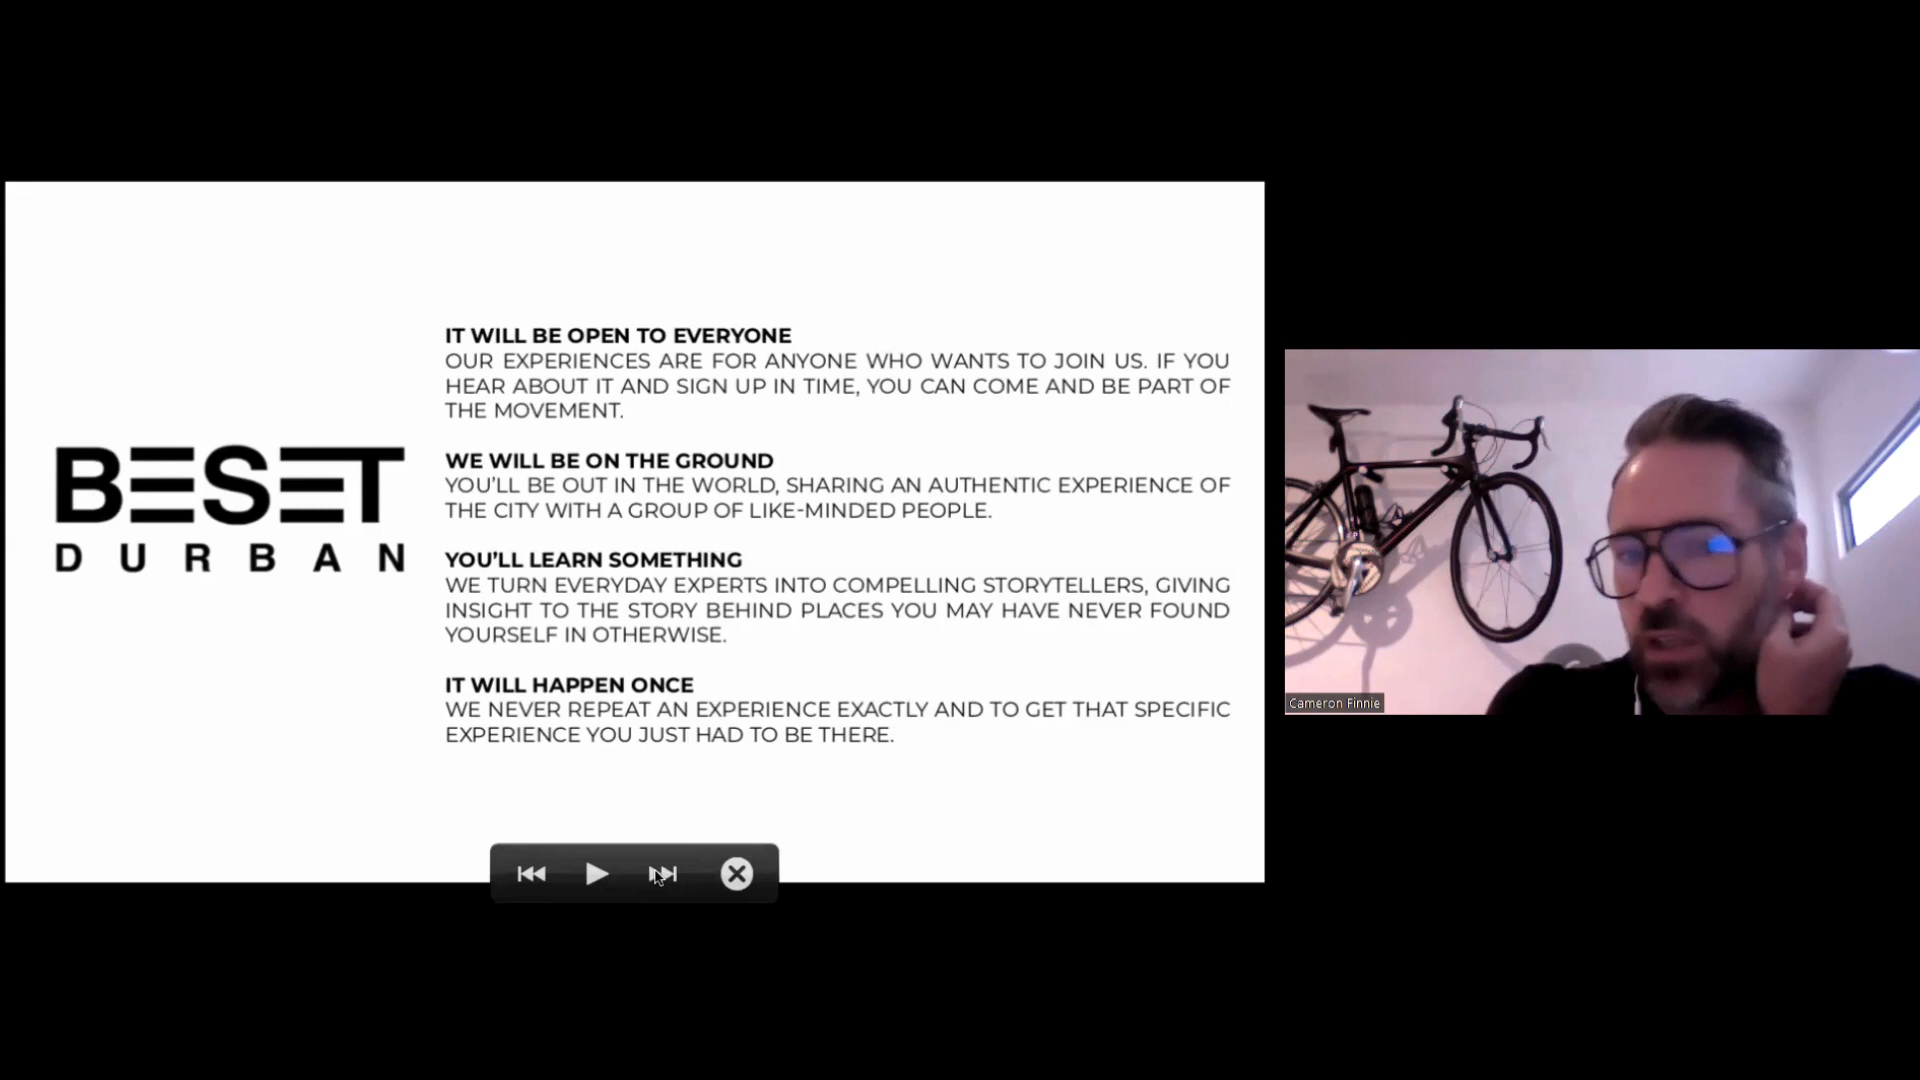 BESET
DURBAN
IT WILL BE OPEN TO EVERYONE
OUR EXPERIENCES ARE FOR ANYONE WHO WANTS TO JOIN US. IF YOU
HEAR ABOUT IT AND SIGN UP IN TIME, YOU CAN COME AND BE PART OF
THE MOVEMENT.
WE WILL BE ON THE GROUND
YOU'LL BE OUT IN THE WORLD, SHARING AN AUTHENTIC EXPERIENCE OF
THE CITY WITH A GROUP OF LIKE-MINDED PEOPLE.
YOU'LL LEARN SOMETHING
WE TURN EVERYDAY EXPERTS INTO COMPELLING STORYTELLERS, GIVING
INSIGHT TO THE STORY BEHIND PLACES YOU MAY HAVE NEVER FOUND
YOURSELF IN OTHERWISE.
IT WILL HAPPEN ONCE
WE NEVER REPEAT AN EXPERIENCE EXACTLY AND TO GET THAT SPECIFIC
EXPERIENCE YOU JUST HAD TO BE THERE.
Cameron Finnie